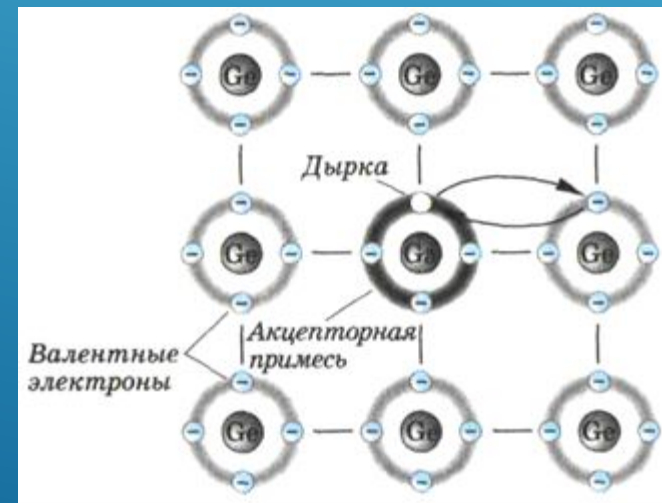 Ge Ge Ge
Дырка
Ge Ga Ge
Акцепторная
примесь
Валентные
электроны
Ge Ge Ge